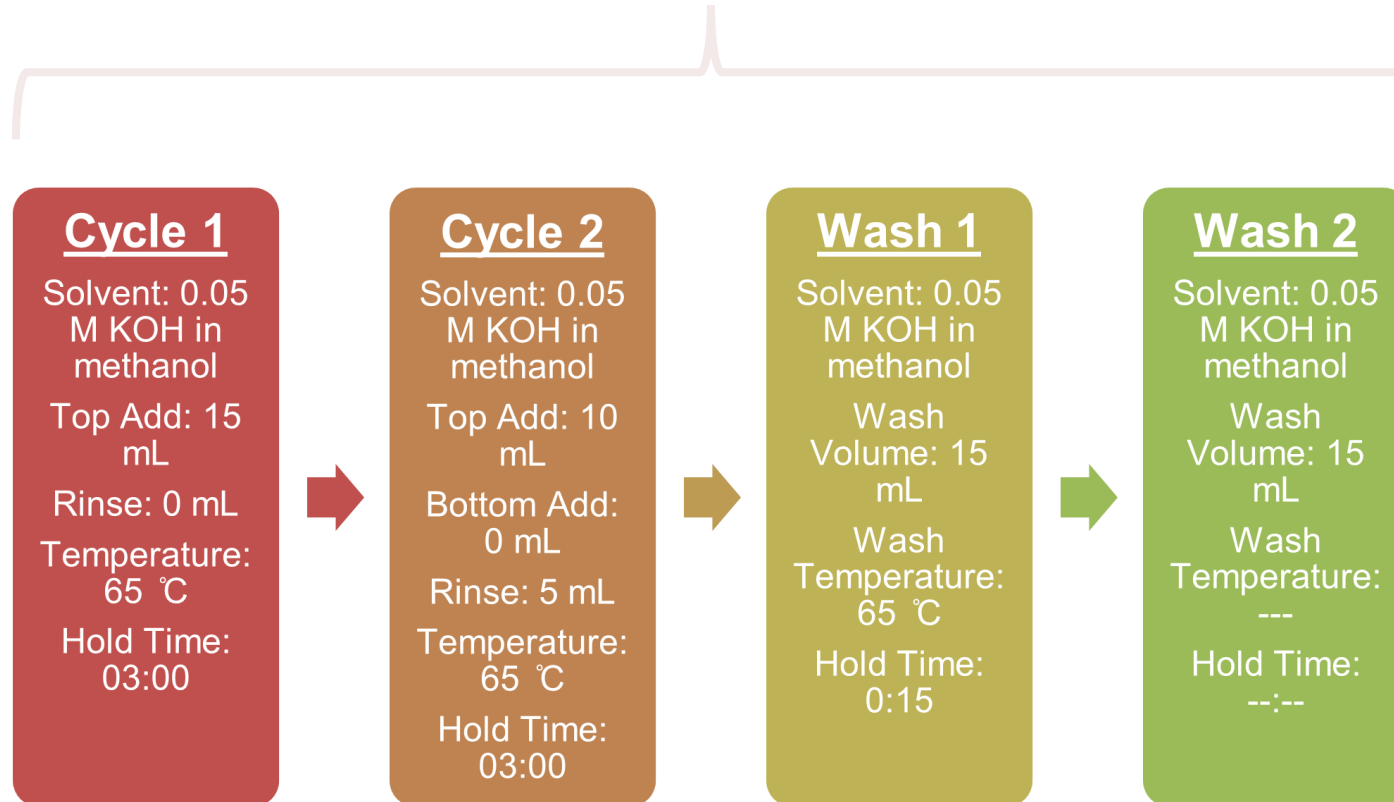 Cycle 1
Solvent: 0.05
M KOH in
methanol
Top Add: 15
mL
Rinse: 0 mL
Temperature:
65 ℃
Hold Time:
03:00
Cycle 2
Solvent: 0.05
M KOH in
methanol
Top Add: 10
mL
Bottom Add:
0 mL
Rinse: 5 mL
Temperature:
65 ℃
Hold Time:
03:00
Wash 1
Solvent: 0.05
M KOH in
methanol
Wash
Volume: 15
mL
Wash
Temperature:
65 ℃
Hold Time:
0:15
Wash 2
Solvent: 0.05
M KOH in
methanol
Wash
Volume: 15
mL
Wash
Temperature:
---
Hold Time:
--:--